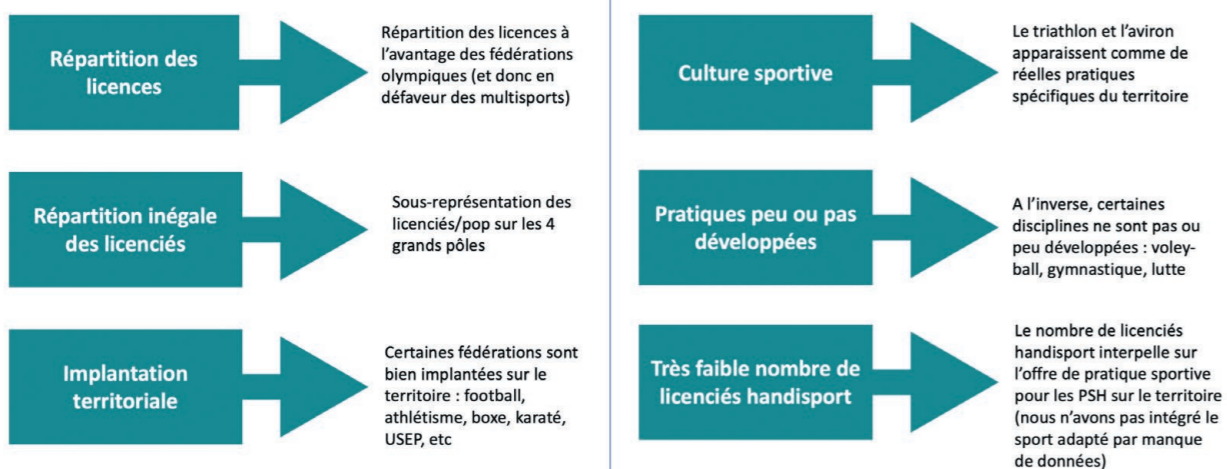 Répartition des
licences
Répartition des licences à
l'avantage des fédérations
olympiques (et donc en
défaveur des multisports)
Répartition inégale
des licenciés
Sous-représentation des
licenciés/pop sur les 4
grands pôles
Implantation
territoriale
Certaines fédérations sont
bien implantées sur le
territoire : football,
athlétisme, boxe, karaté,
USEP, etc
Culture sportive
Le triathlon et l'aviron
apparaissent comme de
réelles pratiques
spécifiques du territoire
Pratiques peu ou pas
développées
A l'inverse, certaines
disciplines ne sont pas ou
peu développées : voley-
ball, gymnastique, lutte
Très faible nombre de
licenciés handisport
Le nombre de licenciés
handisport interpelle sur
l'offre de pratique sportive
pour les PSH sur le territoire
(nous n'avons pas intégré le
sport adapté par manque
de données)